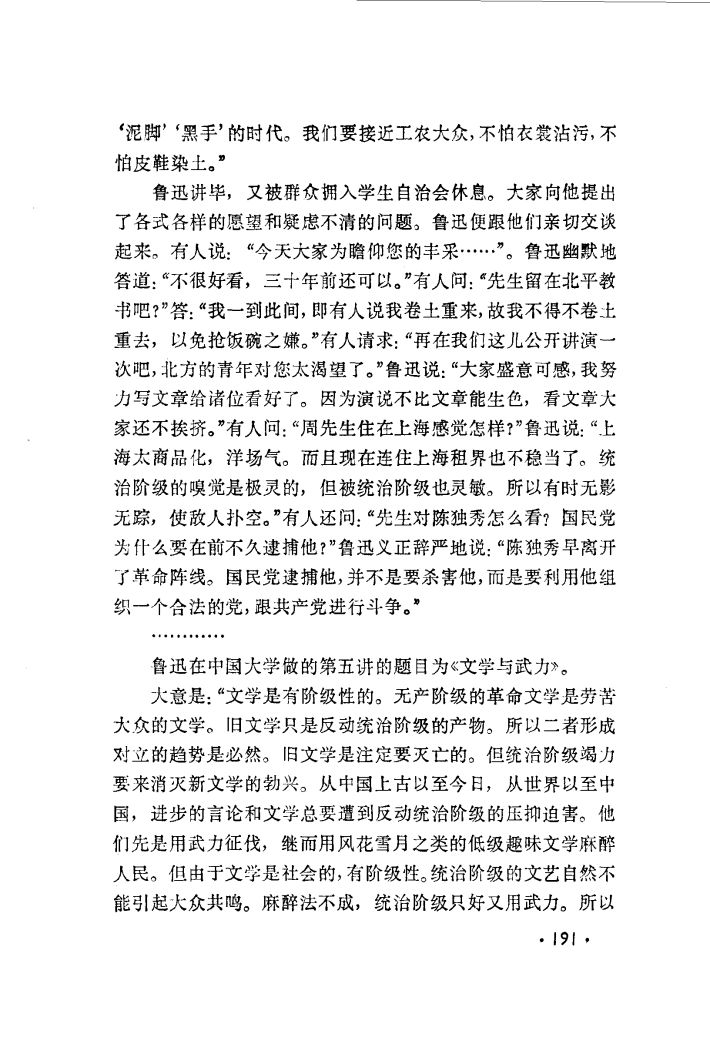 ‘泥脚’‘黑手’的时代。我们要接近工农大众，不怕衣裳沾污，不
怕皮鞋染土。”
鲁迅讲毕，又被群众拥入学生自治会休息。大家向他提出
了各式各样的愿望和疑虑不清的问题。鲁迅便跟他们亲切交谈
起来。有人说：“今天大家为瞻仰您的丰采……”。鲁迅幽默地
答道：“不很好看，三十年前还可以。”有人问：“先生留在北平教
书吧？”答：“我一到此间，即有人说我卷土重来，故我不得不卷土
重去，以免抢饭碗之嫌。”有人请求：“再在我们这儿公开讲演一
次吧，北方的青年对您太渴望了。”鲁迅说：“大家盛意可感，我努
力写文章给诸位看好了。因为演说不比文章能生色，看文章大
家还不挨挤。”有人问：“周先生住在上海感觉怎样？”鲁迅说：“上
海太商品化，洋场气。而且现在连住上海租界也不稳当了。统
治阶级的嗅觉是极灵的，但被统治阶级也灵敏。所以有时无影
无踪，使敌人扑空。”有人还问：“先生对陈独秀怎么看？国民党
为什么要在前不久逮捕他？”鲁迅义正辞严地说：“陈独秀早离开
了革命阵线。国民党逮捕他，并不是要杀害他，而是要利用他组
织一个合法的党，跟共产党进行斗争。”
…………
鲁迅在中国大学做的第五讲的题目为《文学与武力》。
大意是：“文学是有阶级性的。无产阶级的革命文学是劳苦
大众的文学。旧文学只是反动统治阶级的产物。所以二者形成
对立的趋势是必然。旧文学是注定要灭亡的。但统治阶级竭力
要来消灭新文学的勃兴。从中国上古以至今日，从世界以至中
国，进步的言论和文学总要遭到反动统治阶级的压抑迫害。他
们先是用武力征伐，继而用风花雪月之类的低级趣味文学麻醉
人民。但由于文学是社会的，有阶级性。统治阶级的文艺自然不
能引起大众共鸣。麻醉法不成，统治阶级只好又用武力。所以
·191·